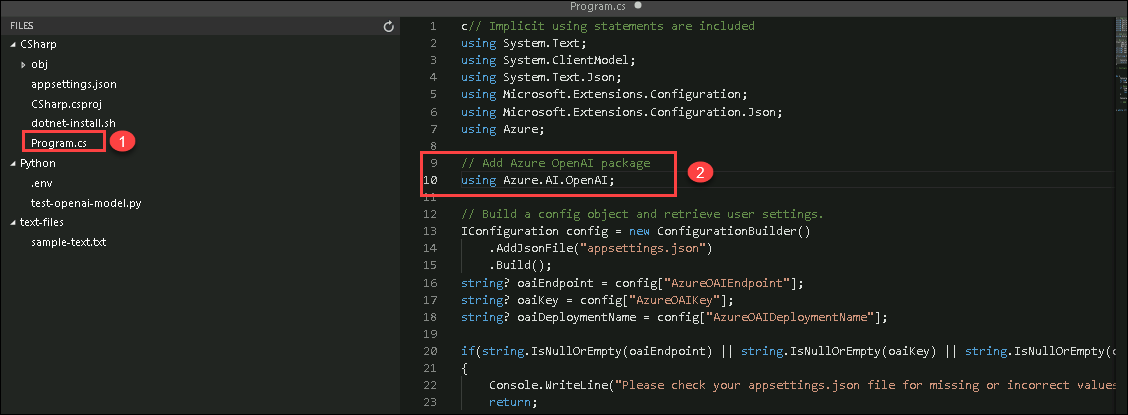 Program.cs
FILES
CSharp
obj
appsettings.json
CSharp.csproj
dotnet-install.sh
Program.cs 1
Python
.env
test-openai-model.py
text-files
sample-text.txt
1 c// Implicit using statements are included
2 using System.Text;
3 using System.ClientModel;
4 using System.Text.Json;
5 using Microsoft.Extensions.Configuration;
6 using Microsoft.Extensions.Configuration.Json;
7 using Azure;
8
9 // Add Azure OpenAI package
10 using Azure.AI.OpenAI;
2
11
12 // Build a config object and retrieve user settings.
13 IConfiguration config = new ConfigurationBuilder()
14 .AddJsonFile("appsettings.json")
15 .Build();
16 string? oaiEndpoint = config["AzureOAIEndpoint"];
17 string? oaiKey = config["AzureOAIKey"];
18 string? oaiDeploymentName = config["AzureOAIDeploymentName"];
19
20 if(string.IsNullOrEmpty(oaiEndpoint) || string.IsNullOrEmpty(oaiKey) || string.IsNullOrEmpty(
21 {
22 Console.WriteLine("Please check your appsettings.json file for missing or incorrect values
23 return;